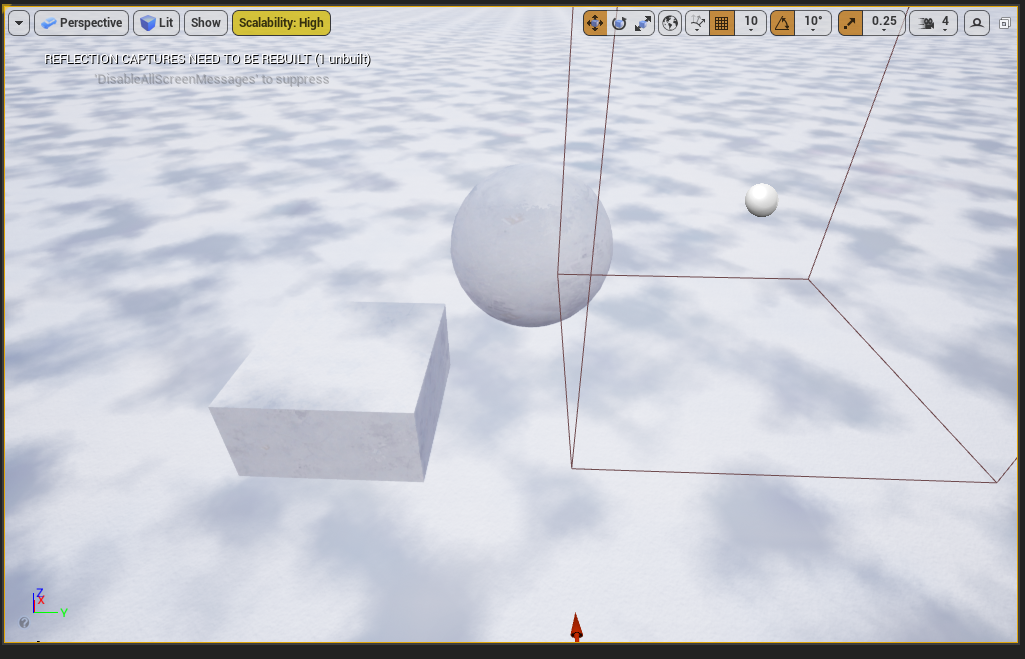 Perspective Lit Show Scalability: High 10 10° 0.25 4
REFLECTION CAPTURES NEED TO BE REBUILT (1 unbuilt)
'DisableAllScreenMessages' to suppress
Z
X
Y
?